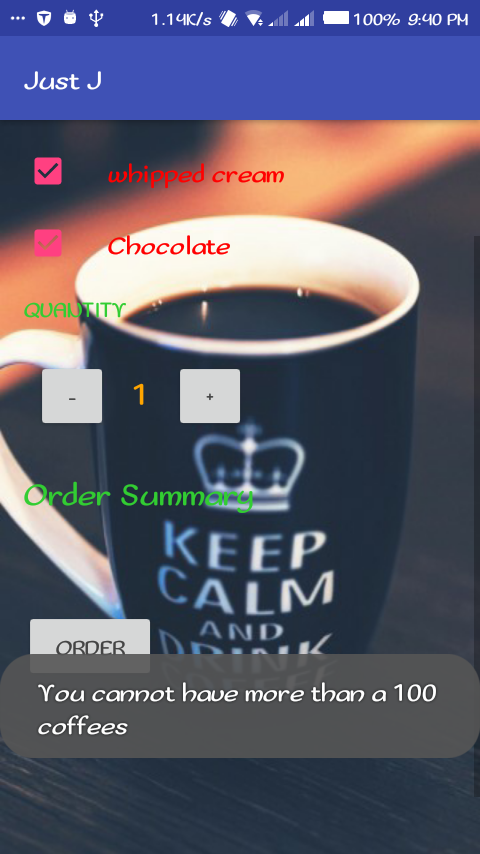 1.14K/s 100% 9:40 PM
Just J
whipped cream
Chocolate
QUANTITY
- 1 +
Order Summary
KEEP
CALM
AND
DRINK
ORDER
You cannot have more than a 100
coffees